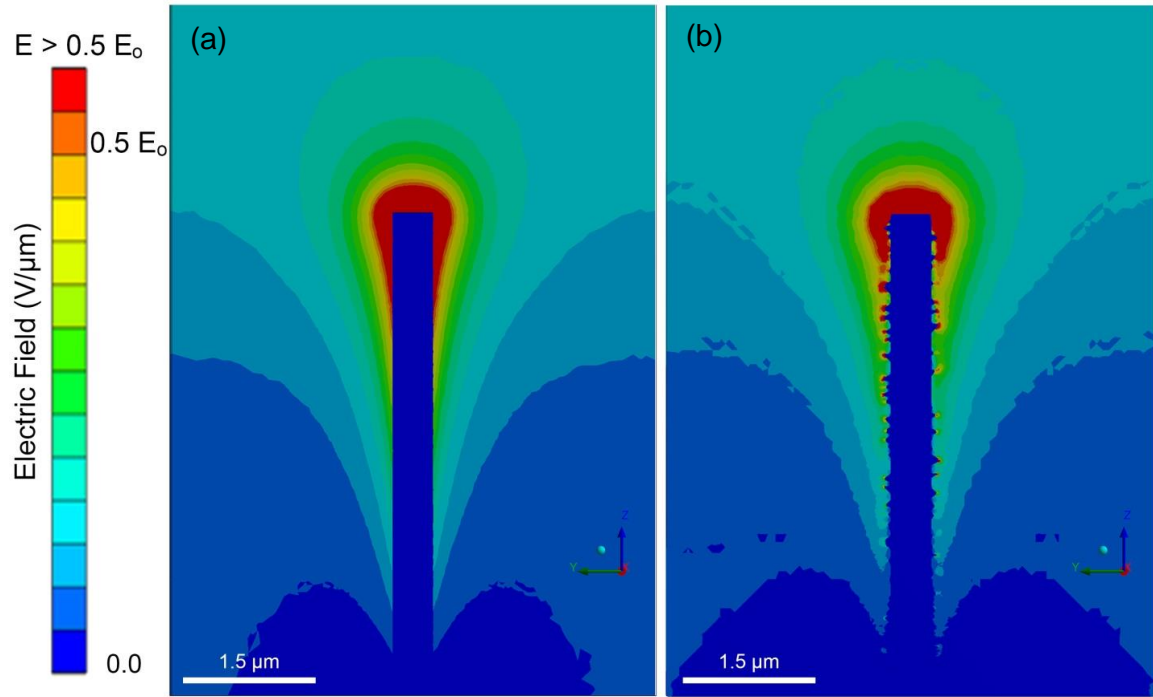 E > 0.5 Eₒ
(a)
(b)
0.5 Eₒ
Electric Field (V/µm)
0.0
Z
Y
Z
Y
1.5 µm
1.5 µm